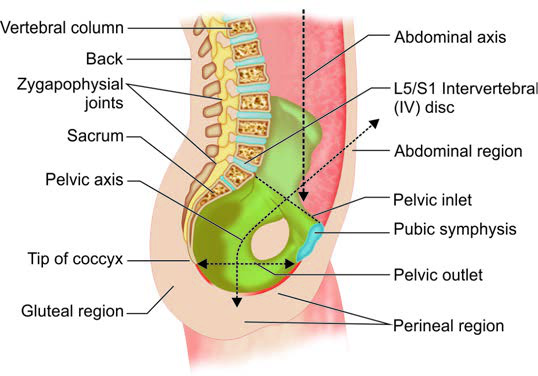 Vertebral column
Back
Zygapophysial
joints
Sacrum
Pelvic axis
Tip of coccyx
Gluteal region
Abdominal axis
L5/S1 Intervertebral
(IV) disc
Abdominal region
Pelvic inlet
Pubic symphysis
Pelvic outlet
Perineal region